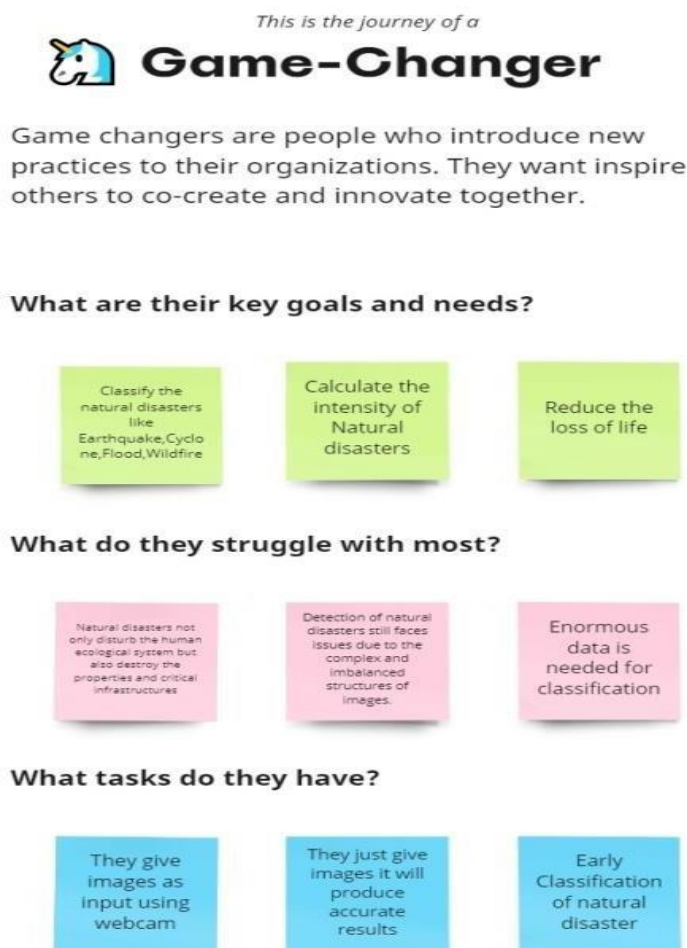 This is the journey of a
Game-Changer
Game changers are people who introduce new
practices to their organizations. They want inspire
others to co-create and innovate together.
What are their key goals and needs?
Classify the
natural disasters
like
Earthquake,Cyclo
ne,Flood,Wildfire
Calculate the
intensity of
Natural
disasters
Reduce the
loss of life
What do they struggle with most?
Natural disasters not
only disturb the human
ecological system but
also destroy the
properties and critical
infrastructures
Detection of natural
disasters still faces
issues due to the
complex and
imbalanced
structures of
images.
Enormous
data is
needed for
classification
What tasks do they have?
They give
images as
input using
webcam
They just give
images it will
produce
accurate
results
Early
Classification
of natural
disaster